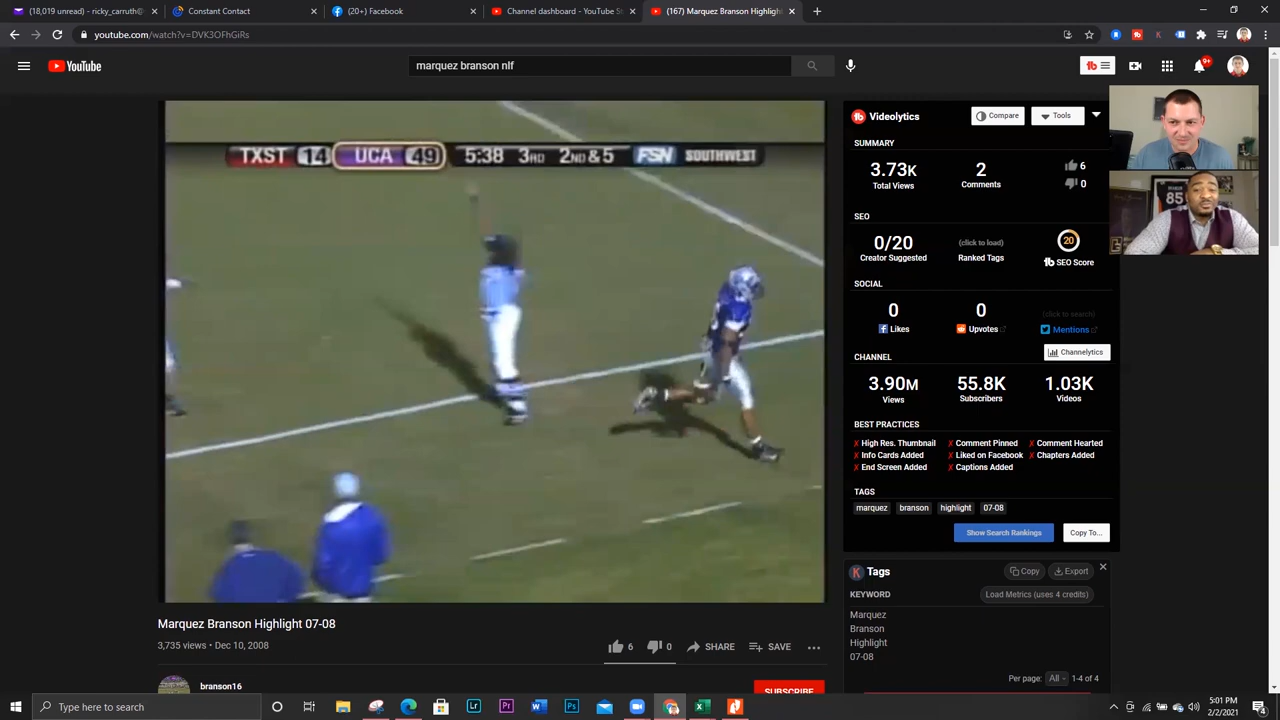 (18,019 unread) - ricky_carruth@
Constant Contact
(20+) Facebook
Channel dashboard - YouTube St
(167) Marquez Branson Highlight
youtube.com/watch?v=DVK3OFhGiRs
YouTube
marquez branson nlf
9+
TXST 14 UCA 49 5:38 3RD 2ND & 5 FSN SOUTHWEST
85
Marquez Branson Highlight 07-08
3,735 views • Dec 10, 2008
6
0
SHARE
SAVE
branson16
SUBSCRIBE
Videolytics
Compare
Tools
SUMMARY
3.73K
Total Views
2
Comments
6
0
SEO
0/20
Creator Suggested
(click to load)
Ranked Tags
20
SEO Score
SOCIAL
0
Likes
0
Upvotes
(click to search)
Mentions
CHANNEL
Channelytics
3.90M
Views
55.8K
Subscribers
1.03K
Videos
BEST PRACTICES
X High Res. Thumbnail
X Comment Pinned
X Comment Hearted
X Info Cards Added
X Liked on Facebook
X Chapters Added
X End Screen Added
X Captions Added
TAGS
marquez
branson
highlight
07-08
Show Search Rankings
Copy To...
K Tags
Copy
Export
KEYWORD
Load Metrics (uses 4 credits)
Marquez
Branson
Highlight
07-08
Per page: All
1-4 of 4
Type here to search
5:01 PM
2/2/2021